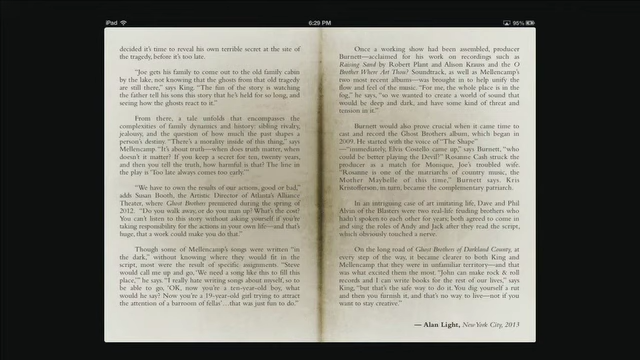 iPad
6:29 PM
95%
decided it's time to reveal his own terrible secret at the site of
the tragedy, before it's too late.
"Joe gets his family to come out to the old family cabin
by the lake, not knowing that the ghosts from that old tragedy
are still there," says King. "The fun of the story is watching
the father tell his sons this story that he's held for so long, and
seeing how the ghosts react to it."
From there, a tale unfolds that encompasses the
complexities of family dynamics and history: sibling rivalry,
jealousy, and the question of how much the past shapes a
person's destiny. "There's a morality inside of this thing," says
Mellencamp. "It's about truth—when does truth matter, when
doesn't it matter? If you keep a secret for ten, twenty years,
and then you tell the truth, how harmful is that? The line in
the play is 'Too late always comes too early.'"
"We have to own the results of our actions, good or bad,"
adds Susan Booth, the Artistic Director of Atlanta's Alliance
Theater, where Ghost Brothers premiered during the spring of
2012. "Do you walk away, or do you man up? What's the cost?
You can't listen to this story without asking yourself if you're
taking responsibility for the actions in your own life—and that's
huge, that a work could make you do that."
Though some of Mellencamp's songs were written "in
the dark," without knowing where they would fit in the
script, most were the result of specific assignments. "Steve
would call me up and go, 'We need a song like this to fill this
place,'" he says. "I really hate writing songs about myself, so to
be able to go, 'OK, now you're a ten-year-old boy, what
would he say? Now you're a 19-year-old girl trying to attract
the attention of a barroom of fellas'...that was just fun to do."
Once a working show had been assembled, producer
Burnett—acclaimed for his work on recordings such as
Raising Sand by Robert Plant and Alison Krauss and the O
Brother Where Art Thou? Soundtrack, as well as Mellencamp's
two most recent albums—was brought in to help unify the
flow and feel of the music. "For me, the whole place is in the
fog," he says, "so we wanted to create a world of sound that
would be deep and dark, and have some kind of threat and
tension in it."
Burnett would also prove crucial when it came time to
cast and record the Ghost Brothers album, which began in
2009. He started with the voice of "The Shape"
—"immediately, Elvis Costello came up," says Burnett, "who
could be better playing the Devil?" Rosanne Cash struck the
producer as a match for Monique, Joe's troubled wife.
"Rosanne is one of the matriarchs of country music, the
Mother Maybelle of this time," Burnett says. Kris
Kristofferson, in turn, became the complementary patriarch.
In an intriguing case of art imitating life, Dave and Phil
Alvin of the Blasters were two real-life feuding brothers who
hadn't spoken to each other for years; both agreed to come in
and sing the roles of Andy and Jack after they read the script,
which obviously touched a nerve.
On the long road of Ghost Brothers of Darkland County, at
every step of the way, it became clearer to both King and
Mellencamp that they were in unfamiliar territory—and that
was what excited them the most. "John can make rock & roll
records and I can write books for the rest of our lives," says
King, "but that's the safe way to do it. You dig yourself a rut
and then you furnish it, and that's no way to live—not if you
want to stay creative."
— Alan Light, New York City, 2013